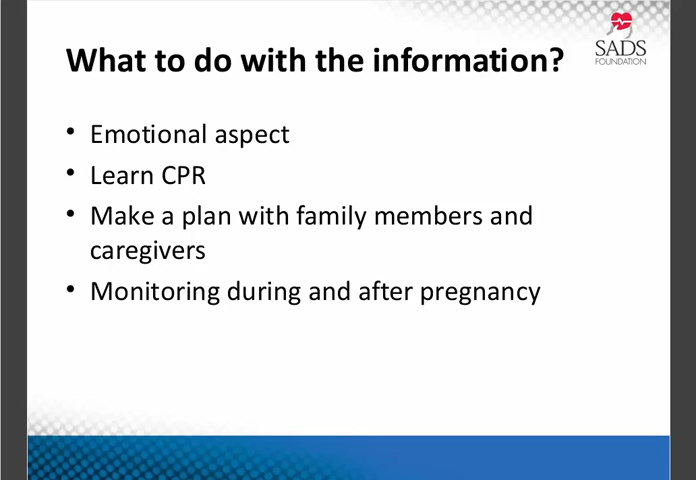 What to do with the information?
SADS
FOUNDATION
• Emotional aspect
• Learn CPR
• Make a plan with family members and
caregivers
• Monitoring during and after pregnancy